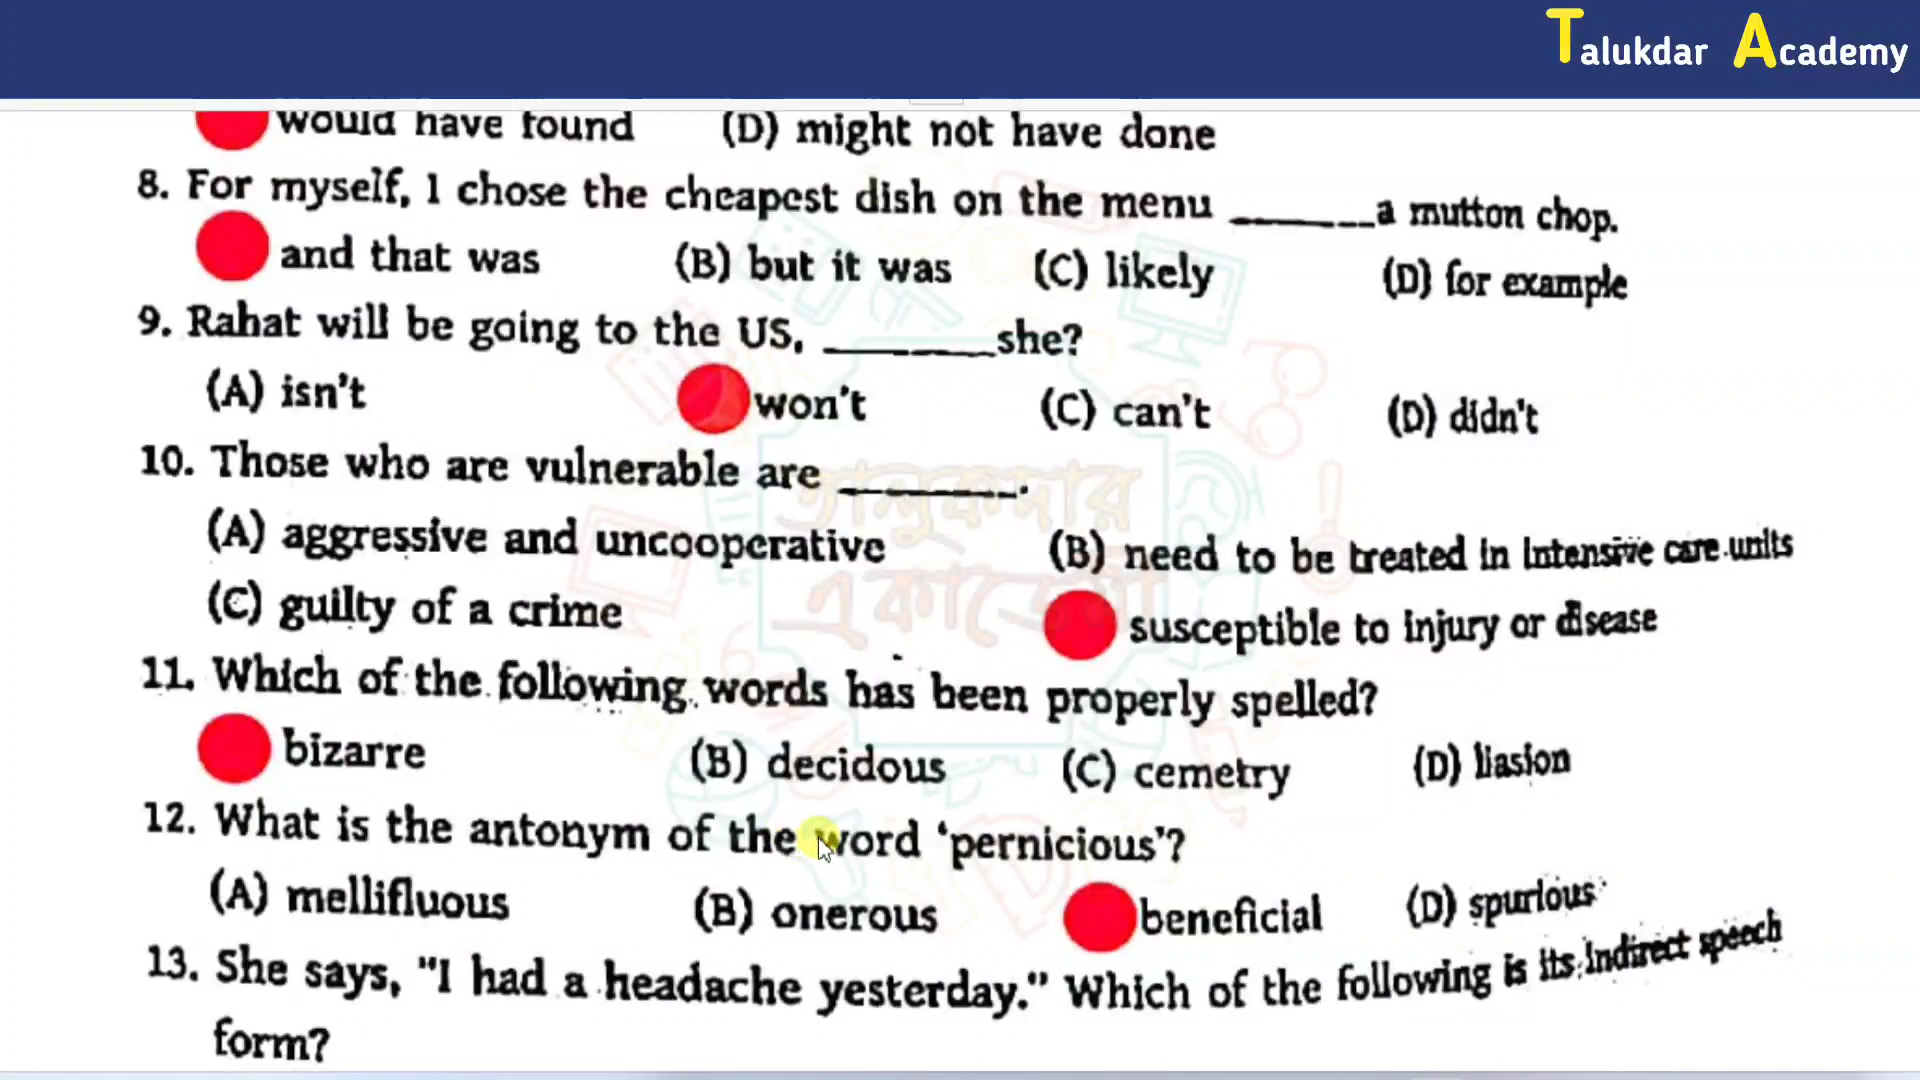 Talukdar Academy
would have found (D) might not have done
8. For myself, I chose the cheapest dish on the menu ______a mutton chop.
and that was (B) but it was (C) likely (D) for example
9. Rahat will be going to the US, ______she?
(A) isn't won't (C) can't (D) didn't
10. Those who are vulnerable are ______.
(A) aggressive and uncooperative (B) need to be treated in intensive care units
(C) guilty of a crime susceptible to injury or disease
11. Which of the following words has been properly spelled?
bizarre (B) decidous (C) cemetry (D) liasion
12. What is the antonym of the word ‘pernicious’?
(A) mellifluous (B) onerous beneficial (D) spurious
13. She says, "I had a headache yesterday." Which of the following is its indirect speech
form?
তালুকদার